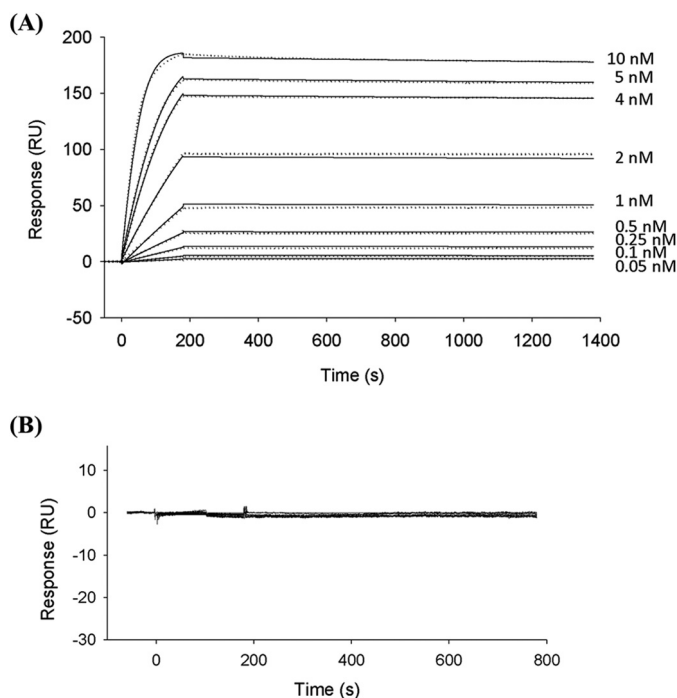 (A)
200
150
100
50
0
-50
Response (RU)
10 nM
5 nM
4 nM
2 nM
1 nM
0.5 nM
0.25 nM
0.1 nM
0.05 nM
0 200 400 600 800 1000 1200 1400
Time (s)
(B)
10
0
-10
-20
-30
Response (RU)
0 200 400 600 800
Time (s)